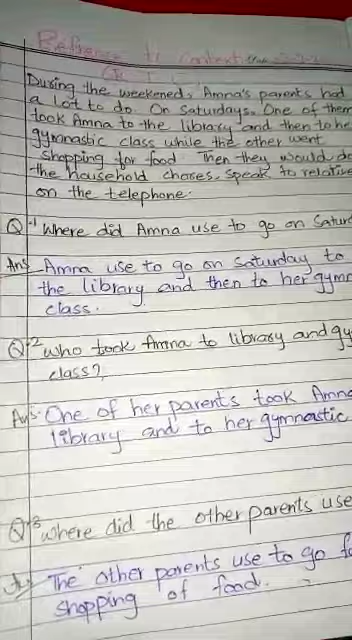 Reference to Context
During the weekened, Amna's parents had
a lot to do. On Saturdays, One of them
took Amna to the library and then to he
gymnastic class while the other went
shopping for food. Then they would do
the household chores, speak to relative
on the telephone.
Q-1 Where did Amna use to go on Satur
Ans Amna use to go on Saturday to
the library and then to her gymn
class.
Q-2 who took Amna to library and gy
class?
Ans: One of her parents took Amna
library and to her gymnastic
Q-3 where did the other parents use
The other parents use to go fo
shopping of food.